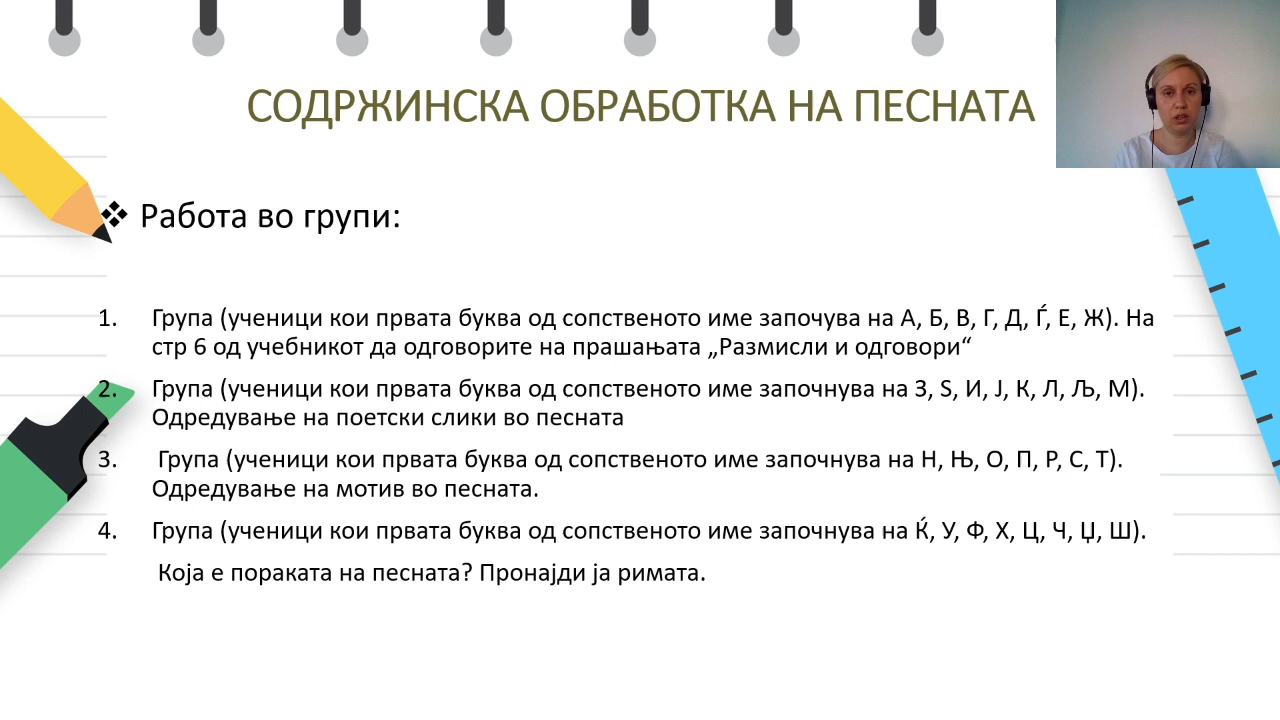 СОДРЖИНСКА ОБРАБОТКА НА ПЕСНАТА
❖ Работа во групи:
1. Група (ученици кои првата буква од сопственото име започува на А, Б, В, Г, Д, Ѓ, Е, Ж). На
стр 6 од учебникот да одговорите на прашањата „Размисли и одговори“
2. Група (ученици кои првата буква од сопственото име започнува на З, Ѕ, И, Ј, К, Л, Љ, М).
Одредување на поетски слики во песната
3. Група (ученици кои првата буква од сопственото име започнува на Н, Њ, О, П, Р, С, Т).
Одредување на мотив во песната.
4. Група (ученици кои првата буква од сопственото име започнува на Ќ, У, Ф, Х, Ц, Ч, Џ, Ш).
Која е пораката на песната? Пронајди ја римата.